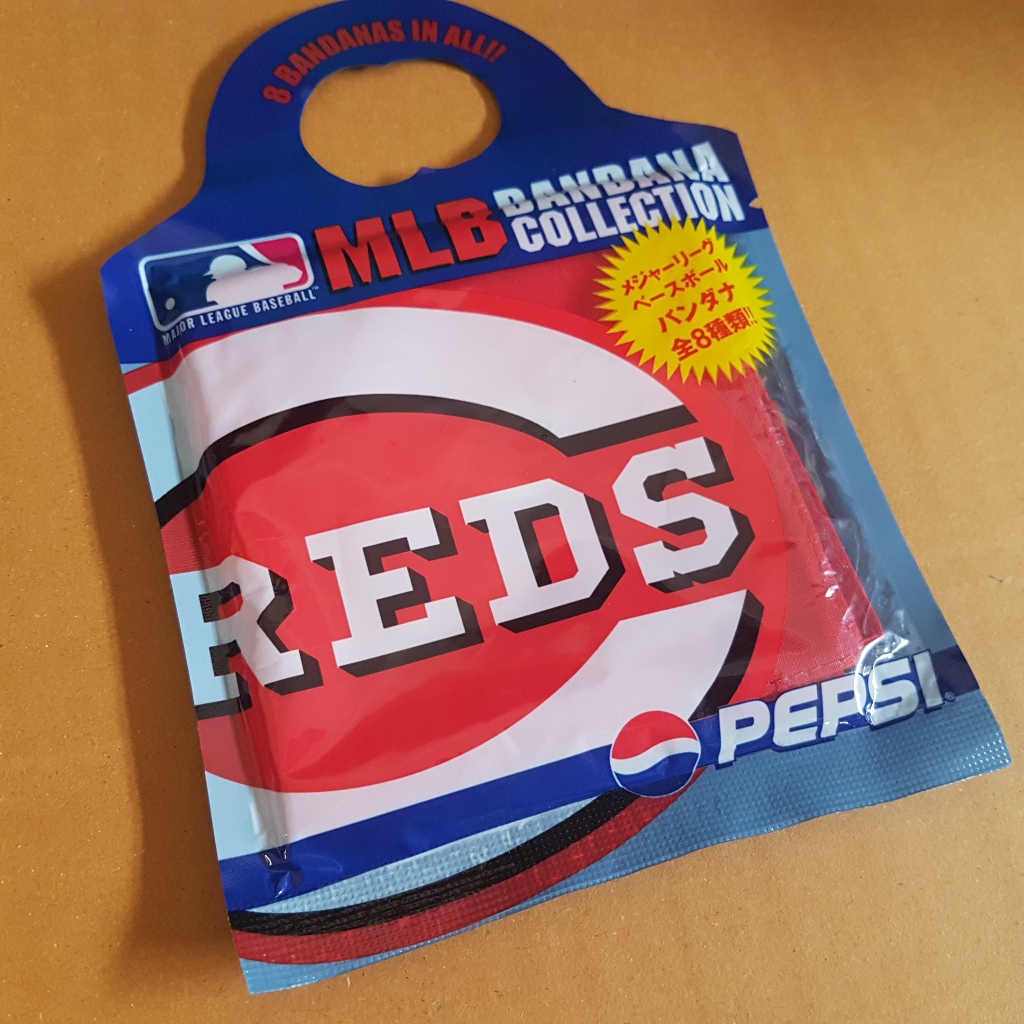 8 BANDANAS IN ALL!!
MLB BANDANA
COLLECTION
MAJOR LEAGUE BASEBALL™
メジャーリーグ
ベースボール
バンダナ
全8種類!!
REDS
PEPSI®